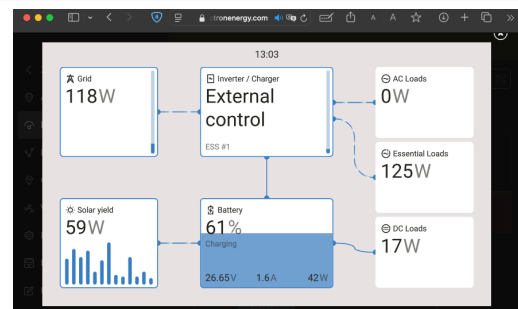 ctronenergy.com
A A
13:03
Grid
118W
Inverter / Charger
External
control
ESS #1
AC Loads
0W
Essential Loads
125W
Solar yield
59W
Battery
61%
Charging
26.65V 1.6A 42W
DC Loads
17W